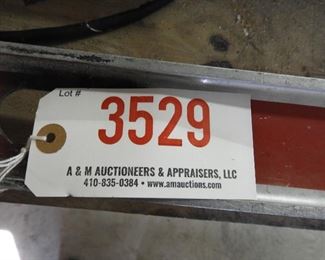 Lot #
3529
A & M AUCTIONEERS & APPRAISERS, LLC
410-835-0384 • www.amauctions.com